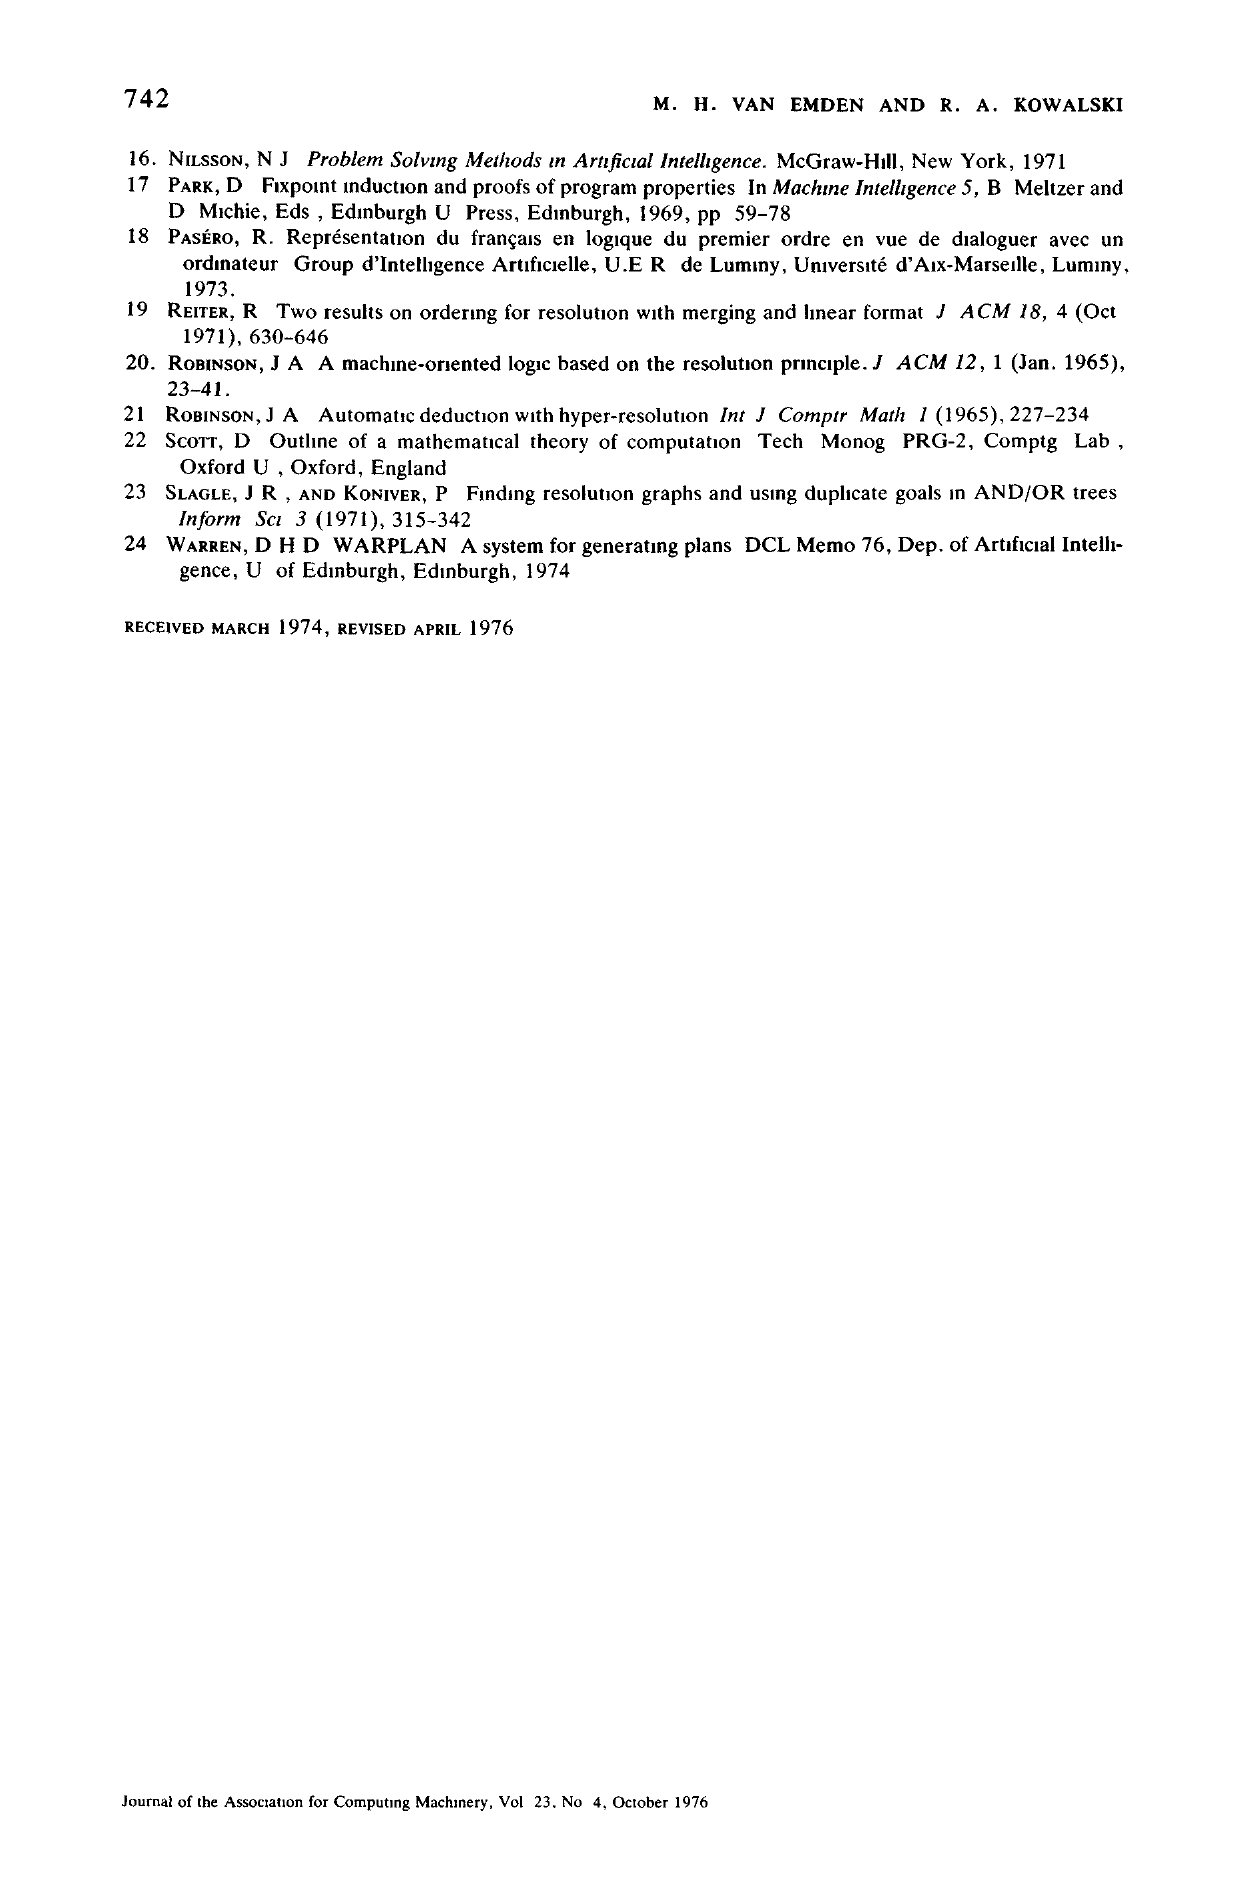 742
M. H. VAN EMDEN AND R. A. KOWALSKI
16. NILSSON, N J Problem Solving Methods in Artificial Intelligence. McGraw-Hill, New York, 1971
17 PARK, D Fixpoint induction and proofs of program properties In Machine Intelligence 5, B Meltzer and
D Michie, Eds , Edinburgh U Press, Edinburgh, 1969, pp 59–78
18 PASÉRO, R. Représentation du français en logique du premier ordre en vue de dialoguer avec un
ordinateur Group d'Intelligence Artificielle, U.E R de Luminy, Université d'Aix-Marseille, Luminy,
1973.
19 REITER, R Two results on ordering for resolution with merging and linear format J ACM 18, 4 (Oct
1971), 630–646
20. ROBINSON, J A A machine-oriented logic based on the resolution principle. J ACM 12, 1 (Jan. 1965),
23–41.
21 ROBINSON, J A Automatic deduction with hyper-resolution Int J Comptr Math 1 (1965), 227–234
22 SCOTT, D Outline of a mathematical theory of computation Tech Monog PRG-2, Comptg Lab ,
Oxford U , Oxford, England
23 SLAGLE, J R , AND KONIVER, P Finding resolution graphs and using duplicate goals in AND/OR trees
Inform Sci 3 (1971), 315–342
24 WARREN, D H D WARPLAN A system for generating plans DCL Memo 76, Dep. of Artificial Intelli-
gence, U of Edinburgh, Edinburgh, 1974
RECEIVED MARCH 1974, REVISED APRIL 1976
Journal of the Association for Computing Machinery, Vol 23, No 4, October 1976